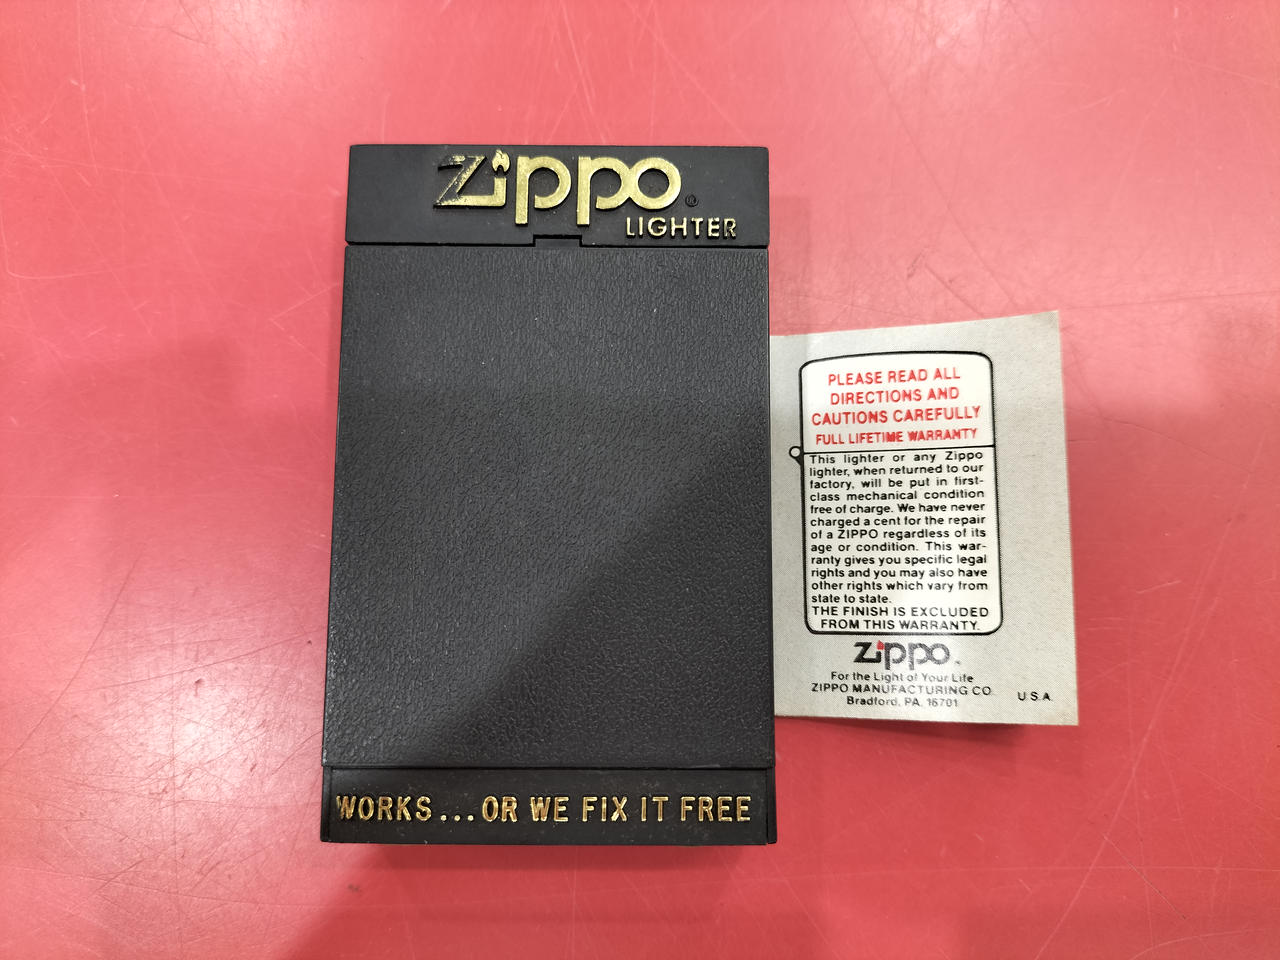 Zippo®
LIGHTER
WORKS...OR WE FIX IT FREE
PLEASE READ ALL
DIRECTIONS AND
CAUTIONS CAREFULLY
FULL LIFETIME WARRANTY
This lighter or any Zippo
lighter, when returned to our
factory, will be put in first-
class mechanical condition
free of charge. We have never
charged a cent for the repair
of a ZIPPO regardless of its
age or condition. This war-
ranty gives you specific legal
rights and you may also have
other rights which vary from
state to state.
THE FINISH IS EXCLUDED
FROM THIS WARRANTY.
Zippo
For the Light of Your Life
ZIPPO MANUFACTURING CO.
Bradford, PA. 16701
U.S.A.